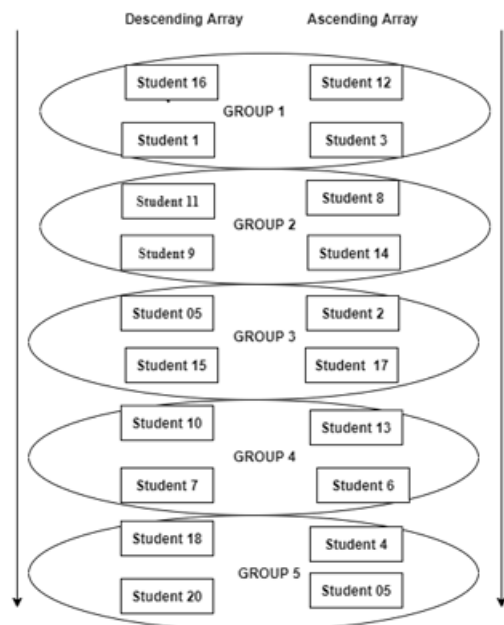 Descending Array Ascending Array
Student 16 Student 12
GROUP 1
Student 1 Student 3
Student 11 Student 8
GROUP 2
Student 9 Student 14
Student 05 Student 2
GROUP 3
Student 15 Student 17
Student 10 Student 13
GROUP 4
Student 7 Student 6
Student 18 Student 4
GROUP 5
Student 20 Student 05